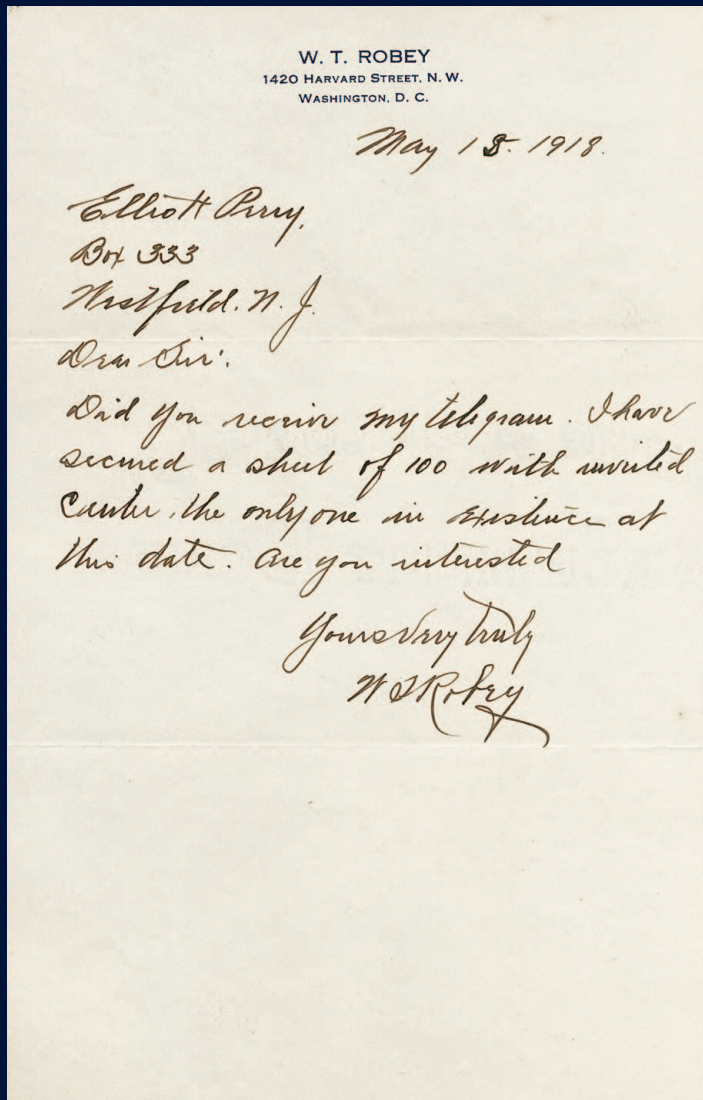 W. T. ROBEY
1420 HARVARD STREET, N. W.
WASHINGTON, D. C.
May 15. 1918.
Elliott Perry,
Box 333
Westfield. N. J.
Dear Sir:
Did you receive my telegram. I have
secured a sheet of 100 with inverted
Center, the only one in existence at
this date. Are you interested
Yours Very truly
W T Robey